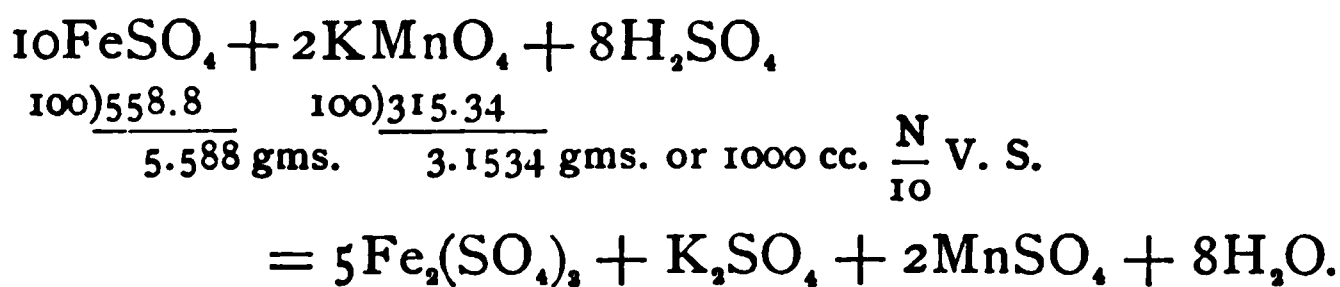 10FeSO₄ + 2KMnO₄ + 8H₂SO₄
100)558.8 100)315.34
5.588 gms. 3.1534 gms. or 1000 cc. N/10 V. S.
= 5Fe₂(SO₄)₃ + K₂SO₄ + 2MnSO₄ + 8H₂O.